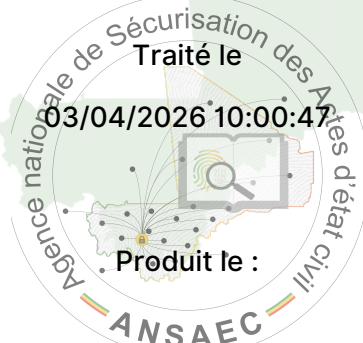 Agence nationale de Sécurisation des Actes d'état civil
Traité le
03/04/2026 10:00:47
Produit le :
ANSAEC